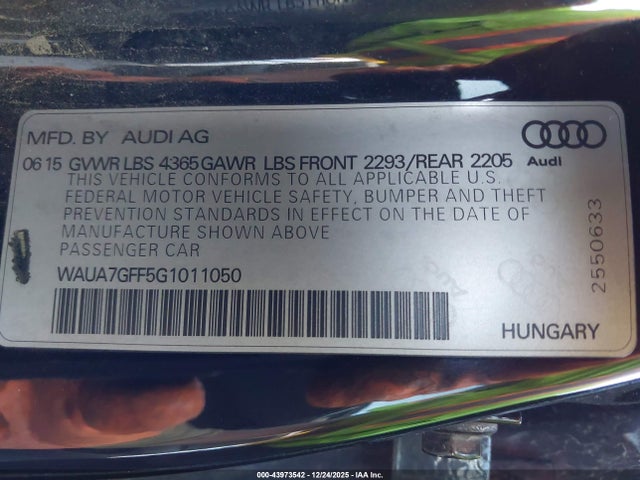 MFD. BY AUDI AG
Audi
06 15 GVWR LBS 4365 GAWR LBS FRONT 2293/REAR 2205
THIS VEHICLE CONFORMS TO ALL APPLICABLE U.S.
FEDERAL MOTOR VEHICLE SAFETY, BUMPER AND THEFT
PREVENTION STANDARDS IN EFFECT ON THE DATE OF
MANUFACTURE SHOWN ABOVE
PASSENGER CAR
WAUA7GFF5G1011050
2550633
HUNGARY
000-43973542 - 12/24/2025 - IAA Inc.